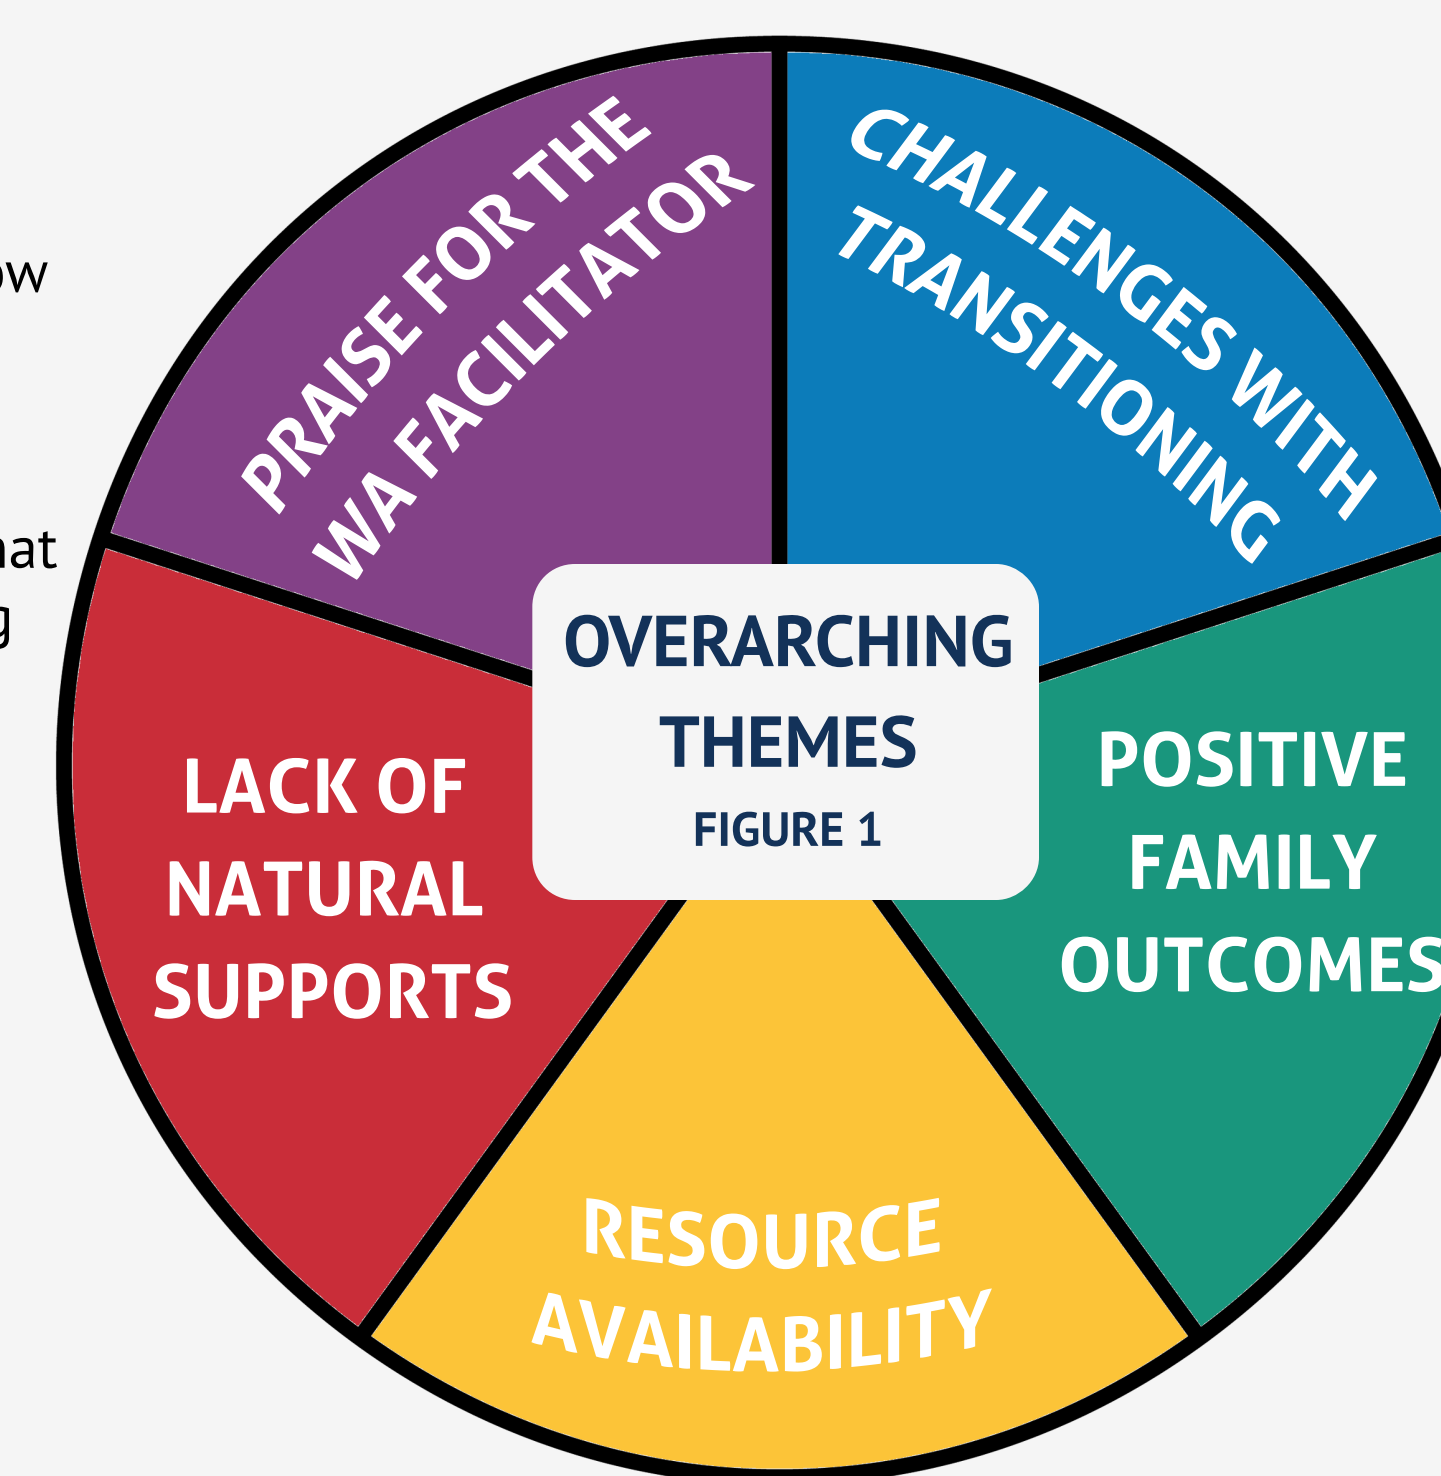 PRAISE FOR THE
WA FACILITATOR
CHALLENGES WITH
TRANSITIONING
OVERARCHING
THEMES
FIGURE 1
LACK OF
NATURAL
SUPPORTS
POSITIVE
FAMILY
OUTCOMES
RESOURCE
AVAILABILITY